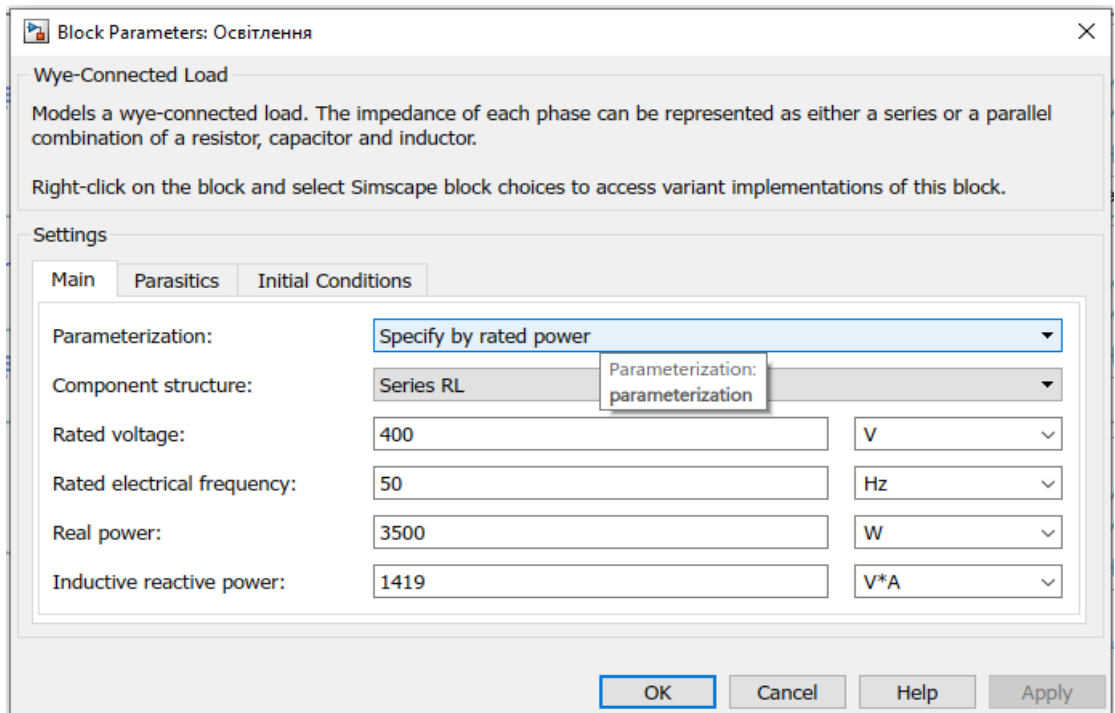 Block Parameters: Освітлення
Wye-Connected Load
Models a wye-connected load. The impedance of each phase can be represented as either a series or a parallel
combination of a resistor, capacitor and inductor.
Right-click on the block and select Simscape block choices to access variant implementations of this block.
Settings
Main Parasitics Initial Conditions
Parameterization: Specify by rated power
Parameterization:
Component structure: Series RL
parameterization
Rated voltage: 400 V
Rated electrical frequency: 50 Hz
Real power: 3500 W
Inductive reactive power: 1419 V*A
OK Cancel Help Apply